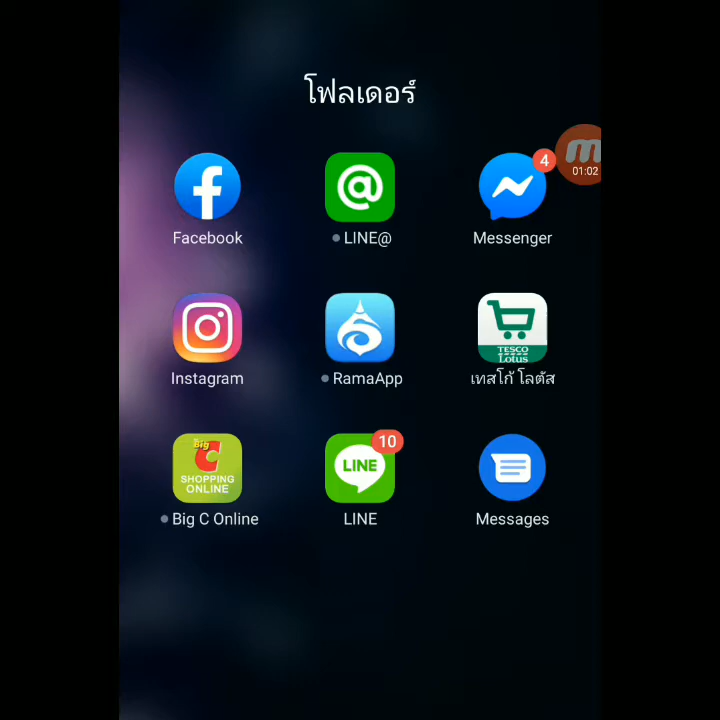 โฟลเดอร์
4
01:02
Facebook
@
LINE@
Messenger
Instagram
RamaApp
TESCO
Lotus
เทสโก้ โลตัส
Big
C
SHOPPING
ONLINE
Big C Online
10
LINE
LINE
Messages